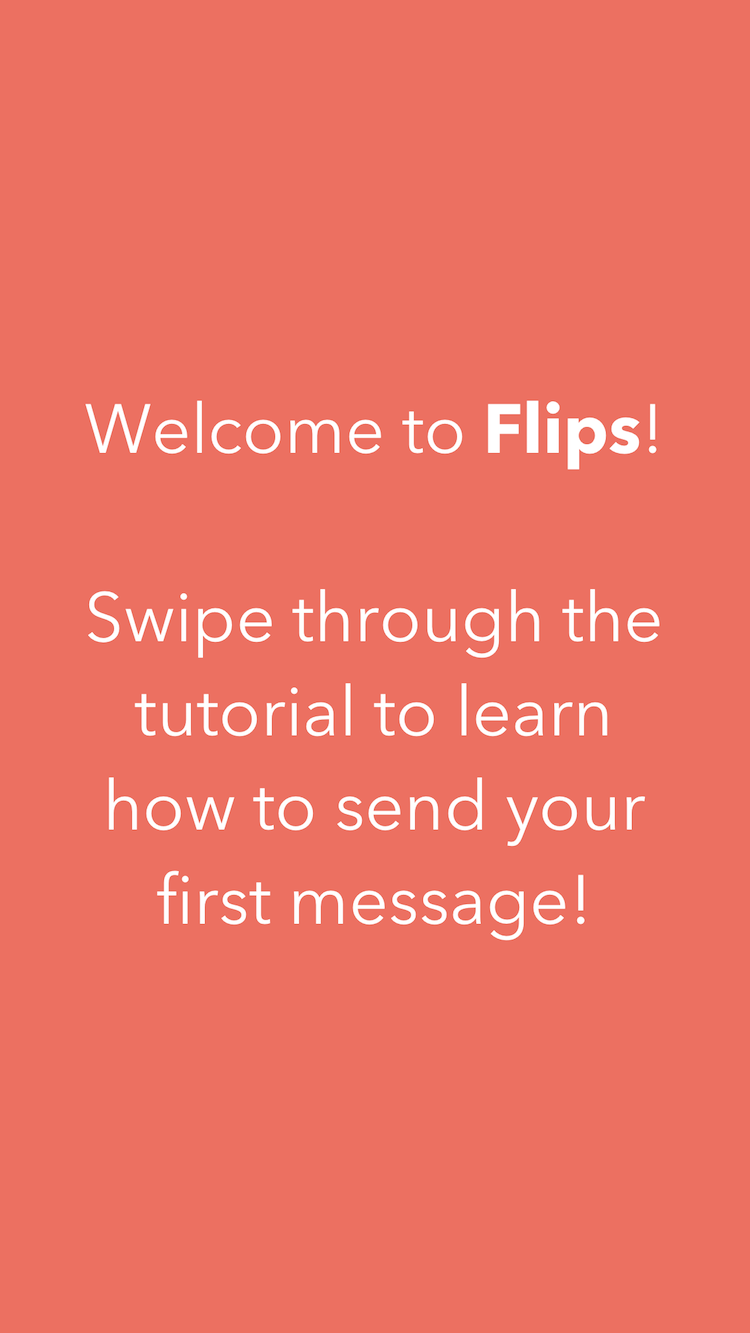 Welcome to Flips!
Swipe through the
tutorial to learn
how to send your
first message!